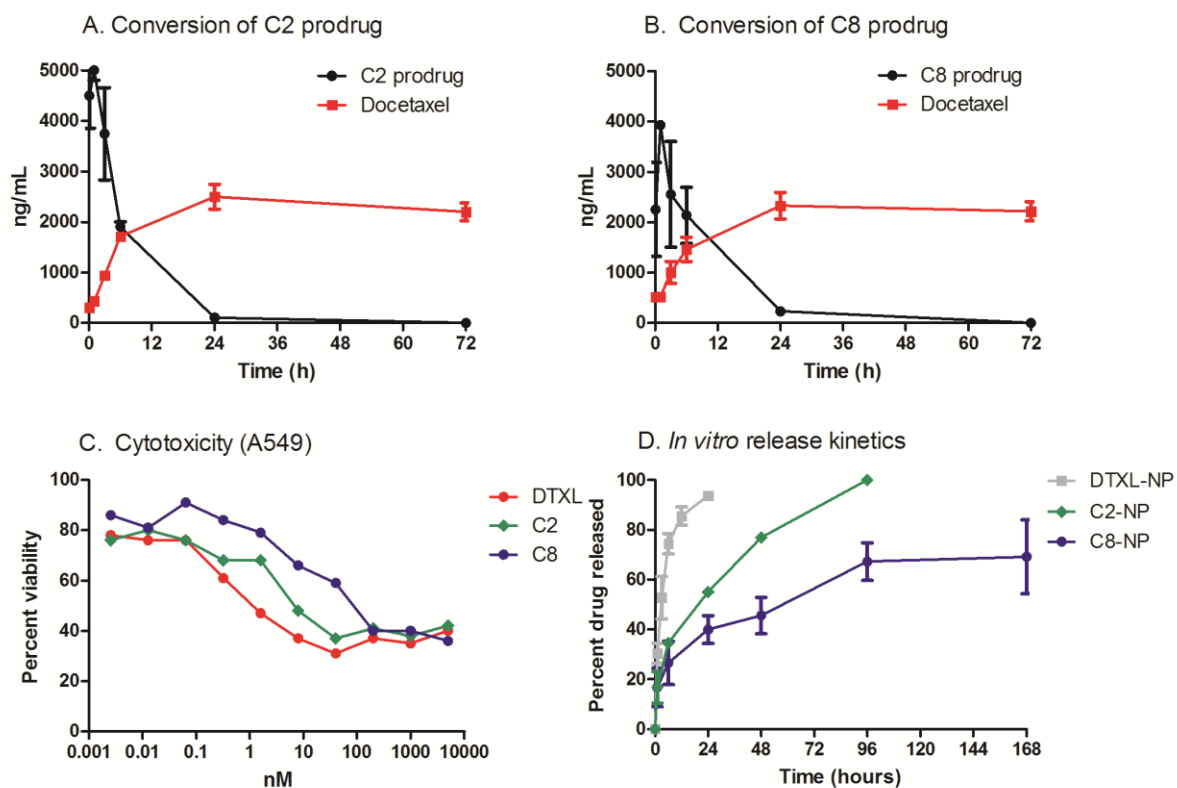 A. Conversion of C2 prodrug
5000
4000
3000
2000
1000
0
ng/mL
C2 prodrug
Docetaxel
0 12 24 36 48 60 72
Time (h)
B. Conversion of C8 prodrug
5000
4000
3000
2000
1000
0
ng/mL
C8 prodrug
Docetaxel
0 12 24 36 48 60 72
Time (h)
C. Cytotoxicity (A549)
100
80
60
40
20
0
Percent viability
DTXL
C2
C8
0.001 0.01 0.1 1 10 100 1000 10000
nM
D. In vitro release kinetics
100
80
60
40
20
0
Percent drug released
DTXL-NP
C2-NP
C8-NP
0 24 48 72 96 120 144 168
Time (hours)